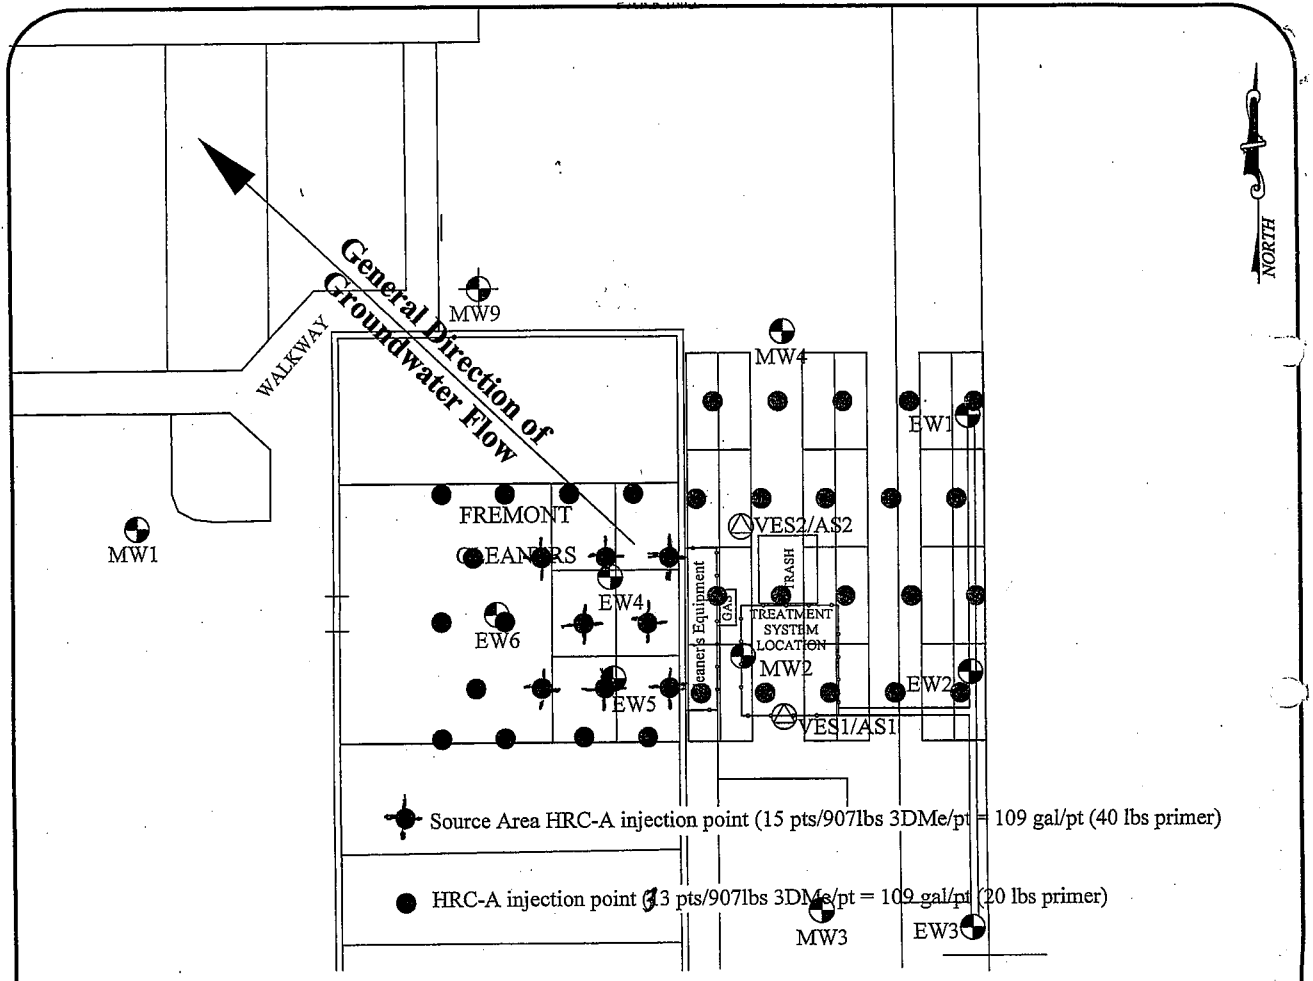 NORTH
General Direction of
Groundwater Flow
MW9
WALKWAY
MW4
EW1
FREMONT
CLEANERS
VES2/AS2
MW1
TRASH
EW4
GAS
Cleaner's Equipment
TREATMENT
SYSTEM
LOCATION
EW6
MW2
EW2
EW5
VES1/AS1
Source Area HRC-A injection point (15 pts/907lbs 3DMe/pt = 109 gal/pt (40 lbs primer)
HRC-A injection point ( pts/907lbs 3DMe/pt = 109 gal/pt (20 lbs primer)
MW3
EW3